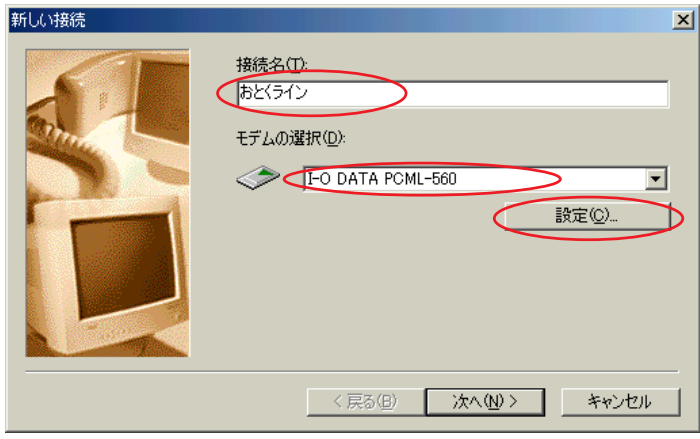 新しい接続
接続名(T):
おとくライン
モデムの選択(D):
I-O DATA PCML-560
設定(C)...
< 戻る(B)
次へ(N) >
キャンセル